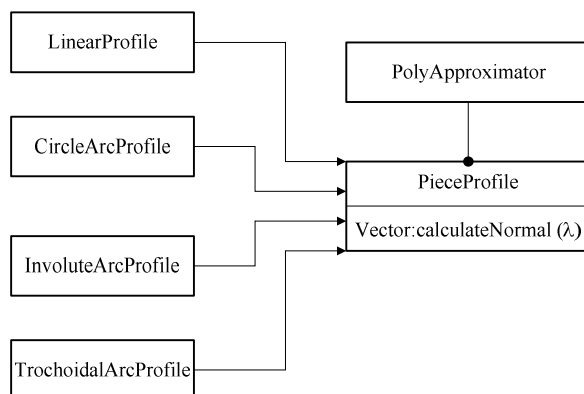 LinearProfile
PolyApproximator
CircleArcProfile
PieceProfile
Vector:calculateNormal (λ)
InvoluteArcProfile
TrochoidalArcProfile